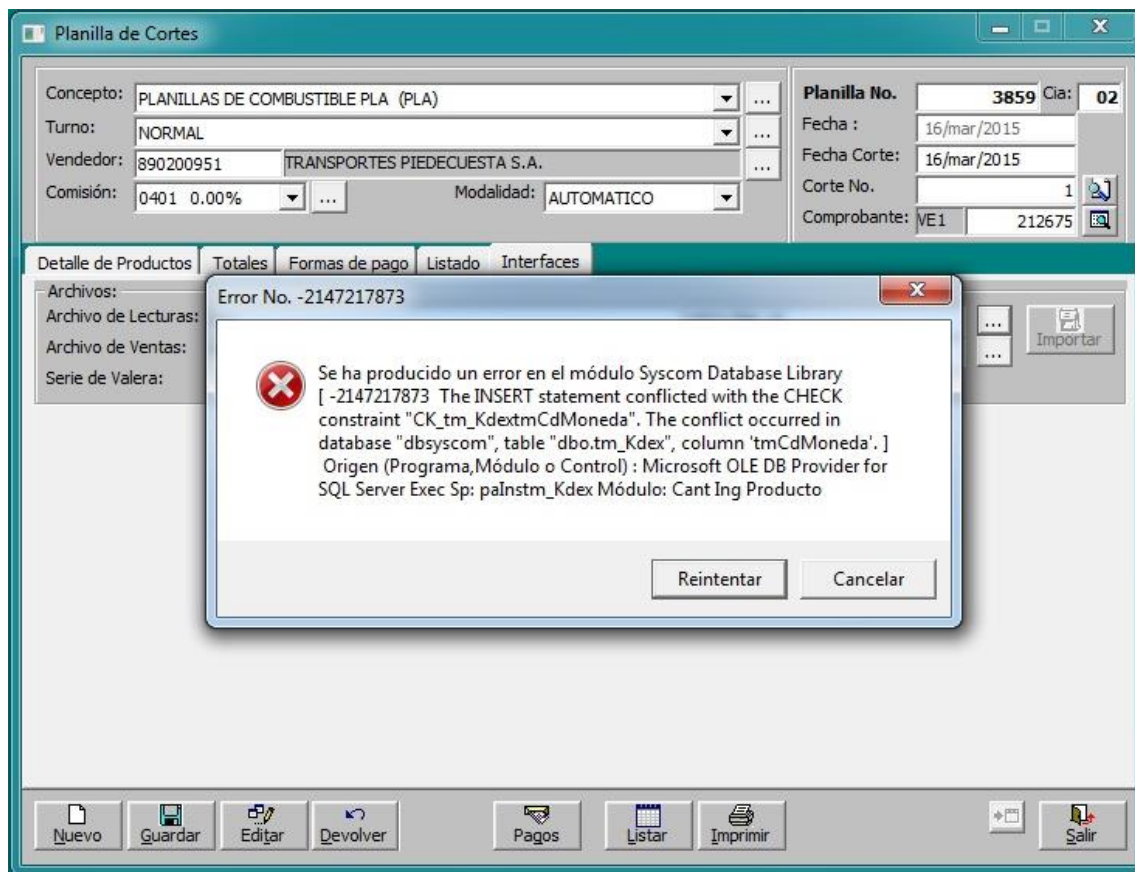 Planilla de Cortes
Concepto: PLANILLAS DE COMBUSTIBLE PLA (PLA) ...
Turno: NORMAL ...
Vendedor: 890200951 TRANSPORTES PIEDECUESTA S.A. ...
Comisión: 0401 0.00% ... Modalidad: AUTOMATICO
Planilla No. 3859 Cia: 02
Fecha : 16/mar/2015
Fecha Corte: 16/mar/2015
Corte No. 1
Comprobante: VE1 212675
Detalle de Productos Totales Formas de pago Listado Interfaces
Archivos:
Archivo de Lecturas: ...
Archivo de Ventas: ...
Serie de Valera:
Importar
Error No. -2147217873
Se ha producido un error en el módulo Syscom Database Library
[ -2147217873 The INSERT statement conflicted with the CHECK
constraint "CK_tm_KdextmCdMoneda". The conflict occurred in
database "dbsyscom", table "dbo.tm_Kdex", column 'tmCdMoneda'. ]
Origen (Programa,Módulo o Control) : Microsoft OLE DB Provider for
SQL Server Exec Sp: paInstm_Kdex Módulo: Cant Ing Producto
Reintentar Cancelar
Nuevo Guardar Editar Devolver Pagos Listar Imprimir Salir